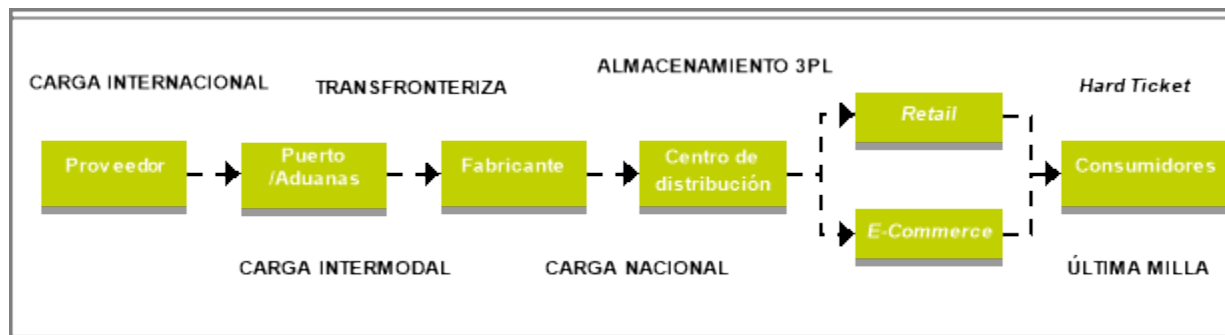 CARGA INTERNACIONAL
TRANSFRONTERIZA
ALMACENAMIENTO 3PL
Hard Ticket
Proveedor
Puerto
/Aduanas
Fabricante
Centro de
distribución
Retail
E-Commerce
Consumidores
CARGA INTERMODAL
CARGA NACIONAL
ÚLTIMA MILLA